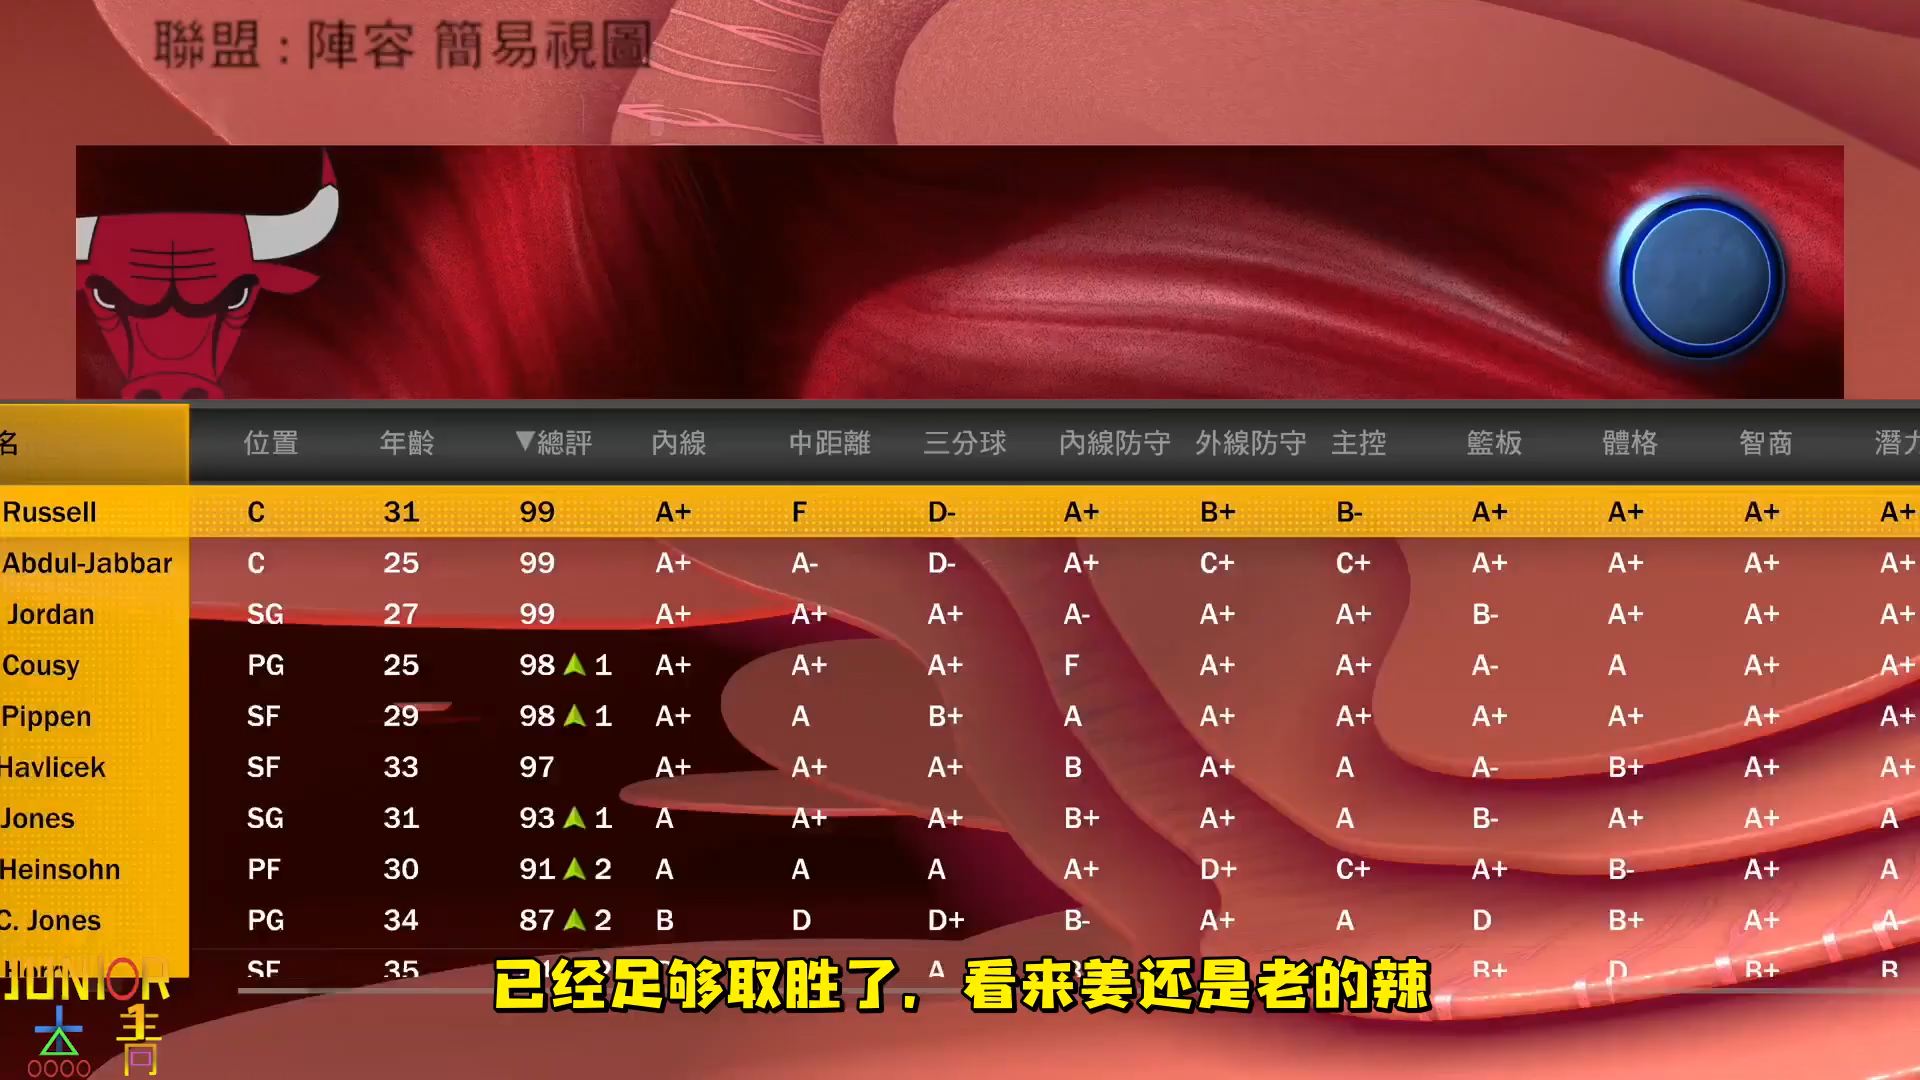 聯盟 : 陣容 簡易視圖
名 位置 年齡 ▼總評 內線 中距離 三分球 內線防守 外線防守 主控 籃板 體格 智商 潛力
Russell C 31 99 A+ F D- A+ B+ B- A+ A+ A+ A+
Abdul-Jabbar C 25 99 A+ A- D- A+ C+ C+ A+ A+ A+ A+
Jordan SG 27 99 A+ A+ A+ A- A+ A+ B- A+ A+ A+
Cousy PG 25 98 ▲ 1 A+ A+ A+ F A+ A+ A- A A+ A+
Pippen SF 29 98 ▲ 1 A+ A B+ A A+ A+ A+ A+ A+ A+
Havlicek SF 33 97 A+ A+ A+ B A+ A A- B+ A+ A+
Jones SG 31 93 ▲ 1 A A+ A+ B+ A+ A B- A+ A+ A
Heinsohn PF 30 91 ▲ 2 A A A A+ D+ C+ A+ B- A+ A
C. Jones PG 34 87 ▲ 2 B D D+ B- A+ A D B+ A+ A-
SF 35 A B+ D B+ B
已经足够取胜了，看来姜还是老的辣
JUNIOR